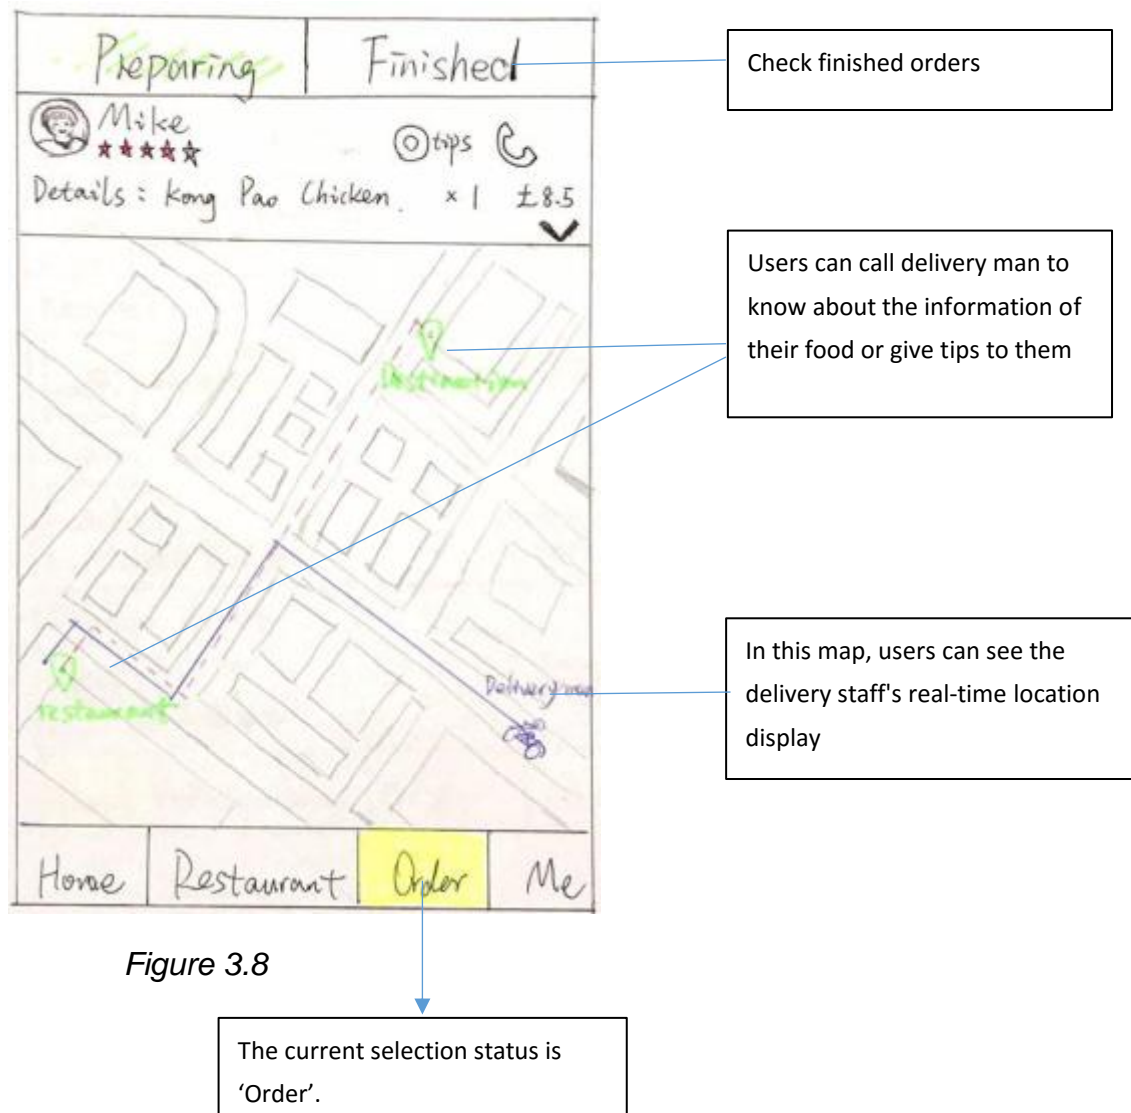 Preparing
Finished
Check finished orders
Mike
tips
Details : Kong Pao Chicken. × 1 £8.5
Users can call delivery man to
know about the information of
their food or give tips to them
Destination
In this map, users can see the
delivery staff's real-time location
display
Delivery man
restaurant
Home
Restaurant
Order
Me
Figure 3.8
The current selection status is
‘Order’.